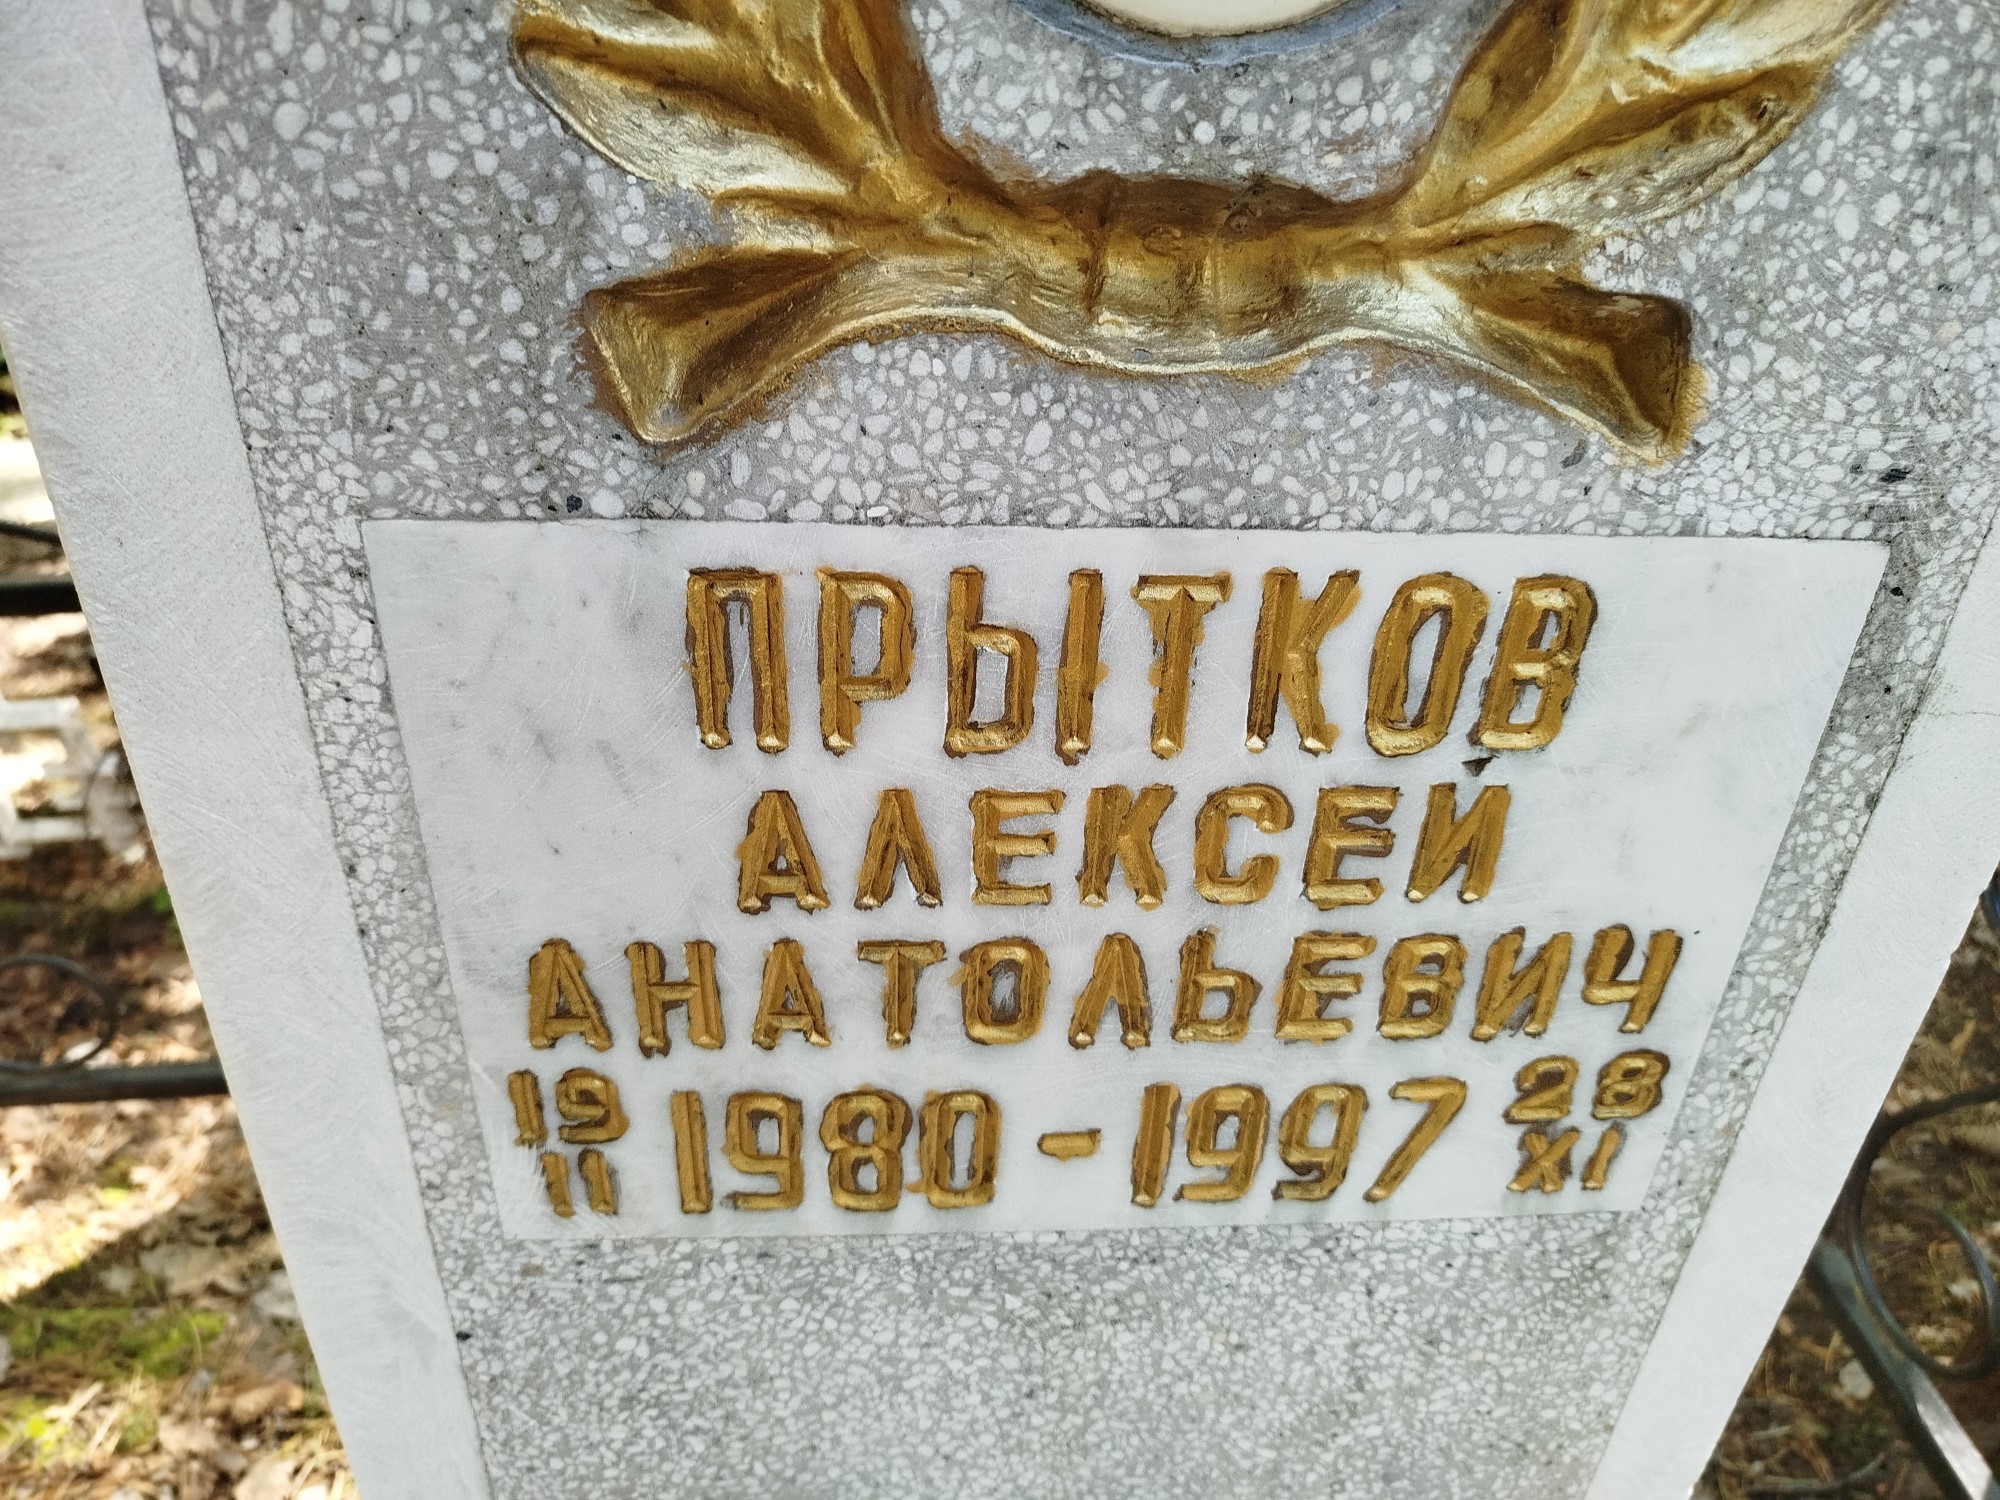 ПРЫТКОВ
АЛЕКСЕЙ
АНАТОЛЬЕВИЧ
19 II 1980 - 1997 28 XI